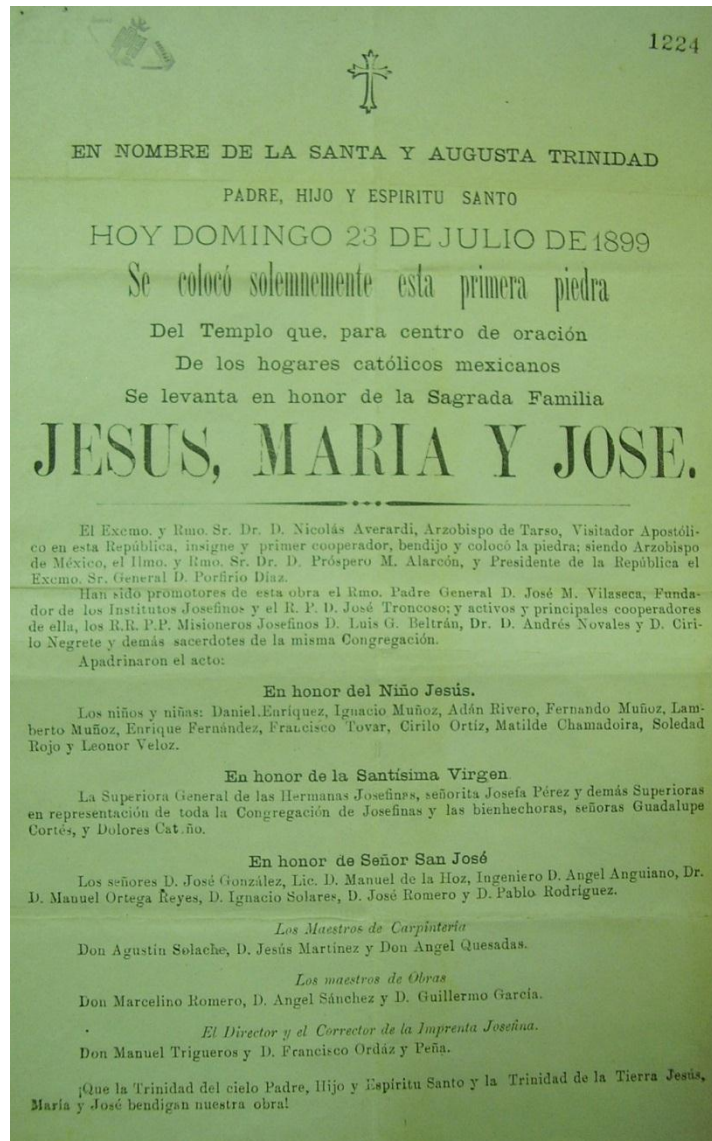 1224
EN NOMBRE DE LA SANTA Y AUGUSTA TRINIDAD
PADRE, HIJO Y ESPIRITU SANTO
HOY DOMINGO 23 DE JULIO DE 1899
Se colocó solemnemente esta primera piedra
Del Templo que, para centro de oración
De los hogares católicos mexicanos
Se levanta en honor de la Sagrada Familia
JESUS, MARIA Y JOSE.
El Excmo. y Rmo. Sr. Dr. D. Nicolás Averardi, Arzobispo de Tarso, Visitador Apostóli-
co en esta República, insigne y primer cooperador, bendijo y colocó la piedra; siendo Arzobispo
de México, el Ilmo. y Rmo. Sr. Dr. D. Próspero M. Alarcón, y Presidente de la República el
Excmo. Sr. General D. Porfirio Díaz.
Han sido promotores de esta obra el Rmo. Padre General D. José M. Vilaseca, Funda-
dor de los Institutos Josefinos y el R. P. D. José Troncoso; y activos y principales cooperadores
de ella, los R.R. P.P. Misioneros Josefinos D. Luis G. Beltrán, Dr. D. Andrés Novales y D. Ciri-
lo Negrete y demás sacerdotes de la misma Congregación.
Apadrinaron el acto:
En honor del Niño Jesús.
Los niños y niñas: Daniel Enríquez, Ignacio Muñoz, Adán Rivero, Fernando Muñoz, Lam-
berto Muñoz, Enrique Fernández, Francisco Tovar, Cirilo Ortíz, Matilde Chamadoira, Soledad
Rojo y Leonor Veloz.
En honor de la Santísima Virgen
La Superiora General de las Hermanas Josefinas, señorita Josefa Pérez y demás Superioras
en representación de toda la Congregación de Josefinas y las bienhechoras, señoras Guadalupe
Cortés, y Dolores
En honor de Señor San José
Los señores D. José González, Lic. D. Manuel de la Hoz, Ingeniero D. Angel Anguiano, Dr.
D. Manuel Ortega Reyes, D. Ignacio Solares, D. José Romero y D. Pablo Rodríguez.
Los Maestros de Carpintería
Don Agustín Solache, D. Jesús Martínez y Don Angel Quesadas.
Los maestros de Obras
Don Marcelino Romero, D. Angel Sánchez y D. Guillermo García.
El Director y el Corrector de la Imprenta Josefina.
Don Manuel Trigueros y D. Francisco Ordáz y Peña.
¡Que la Trinidad del cielo Padre, Hijo y Espíritu Santo y la Trinidad de la Tierra Jesús,
María y José bendigan nuestra obra!